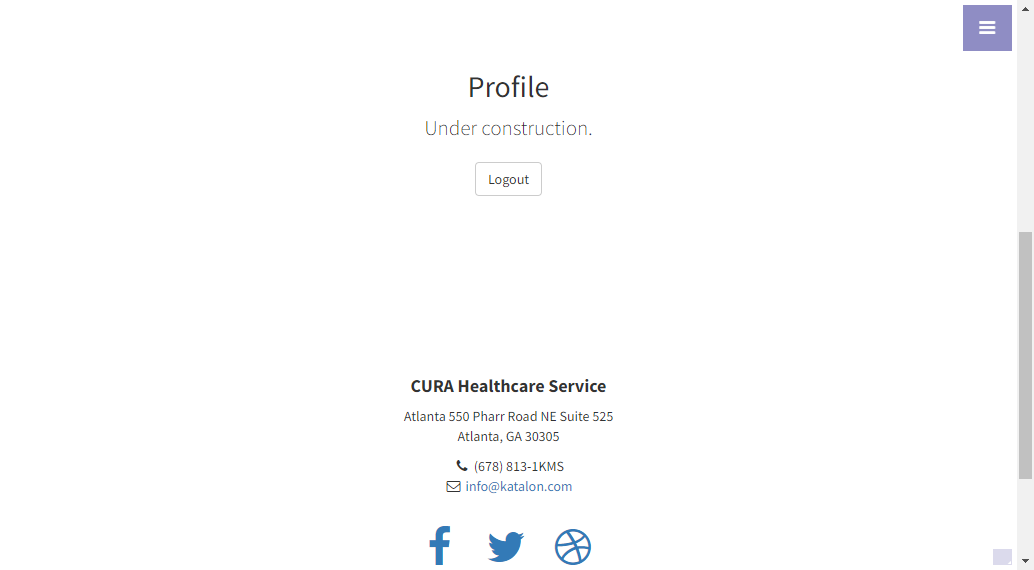 Profile
Under construction.
Logout
CURA Healthcare Service
Atlanta 550 Pharr Road NE Suite 525
Atlanta, GA 30305
(678) 813-1KMS
info@katalon.com